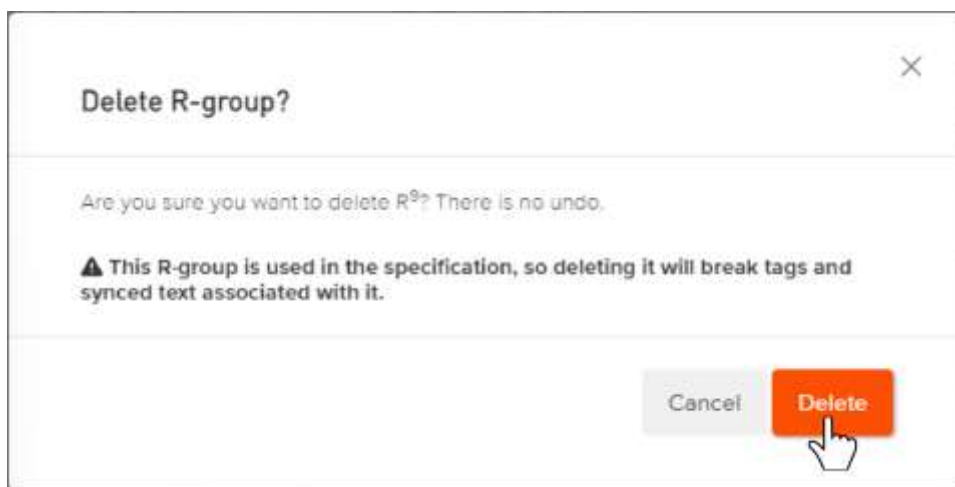 Delete R-group?
Are you sure you want to delete R⁹? There is no undo.
⚠ This R-group is used in the specification, so deleting it will break tags and
synced text associated with it.
Cancel Delete